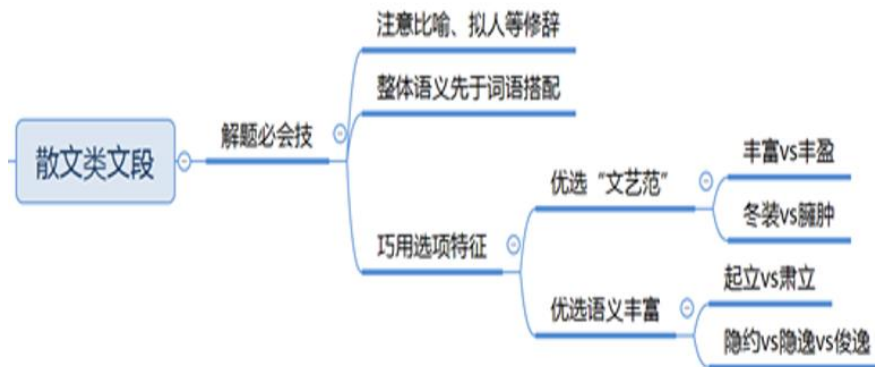 散文类文段
解题必会技
注意比喻、拟人等修辞
整体语义先于词语搭配
巧用选项特征
优选“文艺范”
丰富vs丰盈
冬装vs臃肿
优选语义丰富
起立vs肃立
隐约vs隐逸vs俊逸